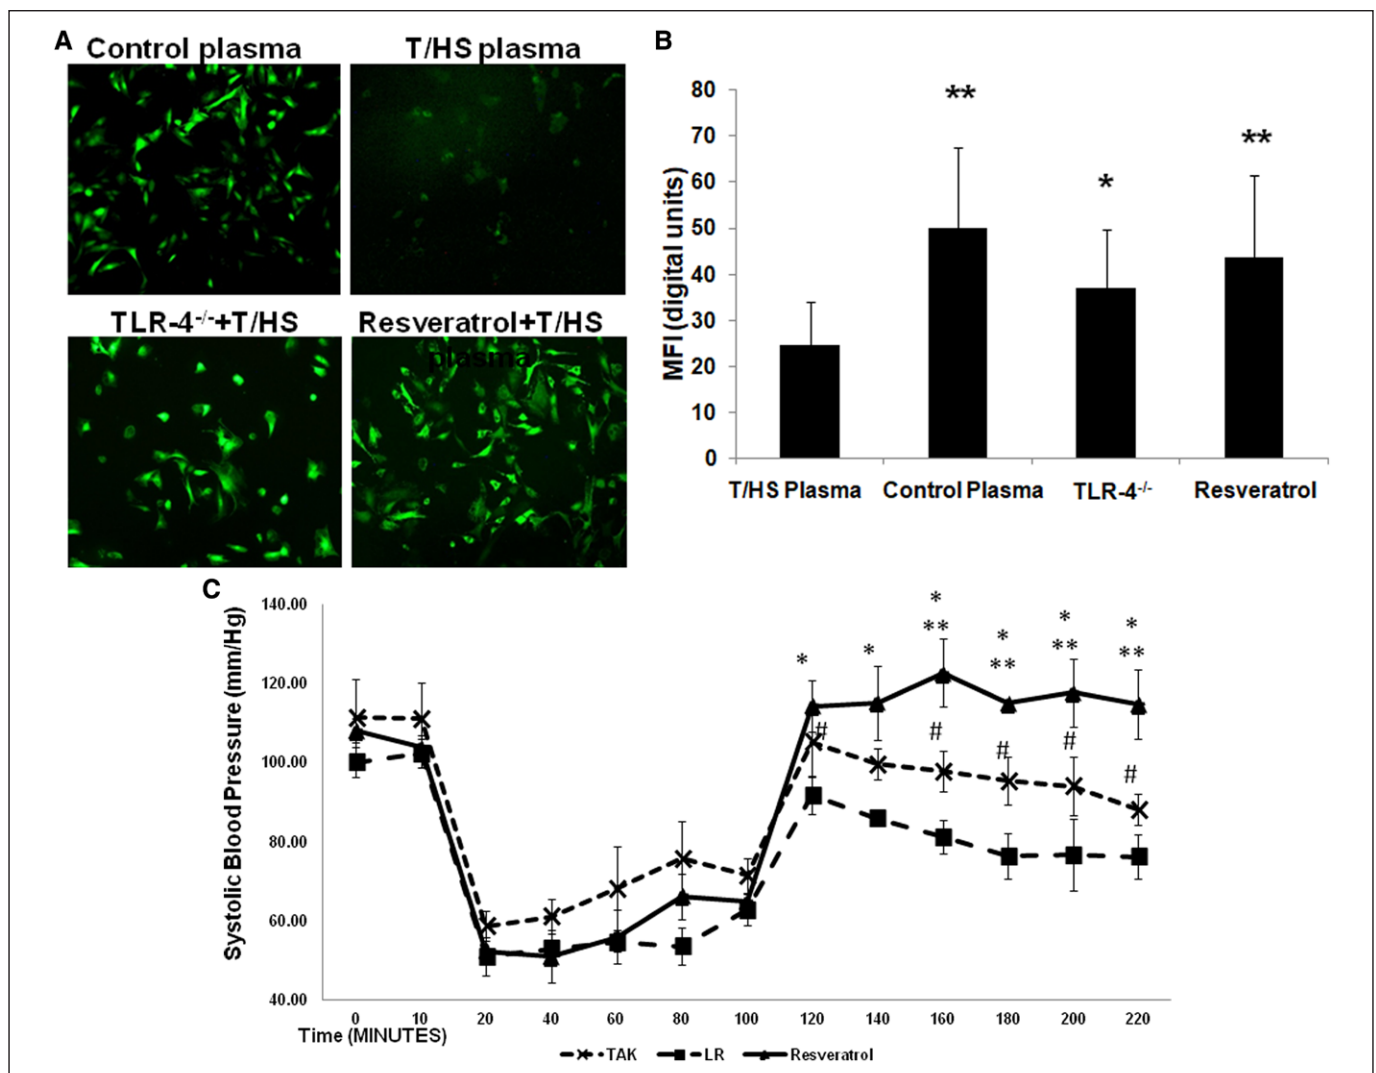 A
Control plasma
T/HS plasma
TLR-4-/-+T/HS
Resveratrol+T/HS
plasma
B
MFI (digital units)
80
70
60
50
40
30
20
10
0
**
*
**
T/HS Plasma
Control Plasma
TLR-4-/-
Resveratrol
C
Systolic Blood Pressure (mm/Hg)
140.00
120.00
100.00
80.00
60.00
40.00
* * * * * *
** ** ** **
# # # # #
0 10 20 40 60 80 100 120 140 160 180 200 220
Time (MINUTES)
TAK LR Resveratrol